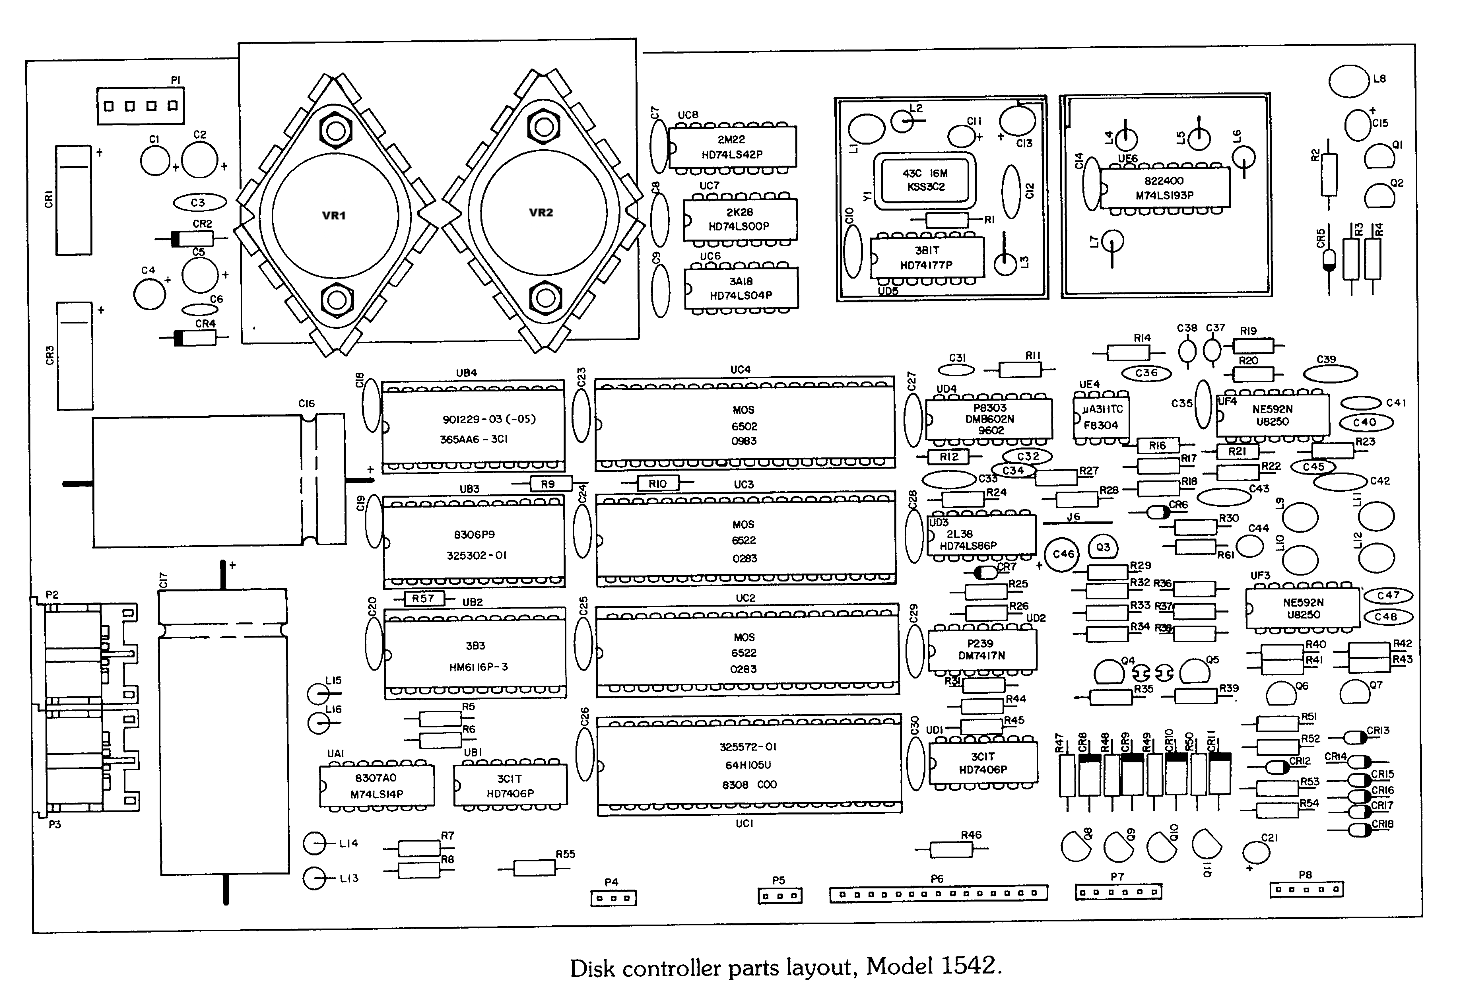 P1
C1
C2
CR1
C3
CR2
C5
C4
C6
CR4
CR3
VR1
VR2
C7
UC8
2M22
HD74LS42P
C8
UC7
2K28
HD74LS00P
C9
UC6
3A18
HD74LS04P
L1
L2
C11
C13
43C 16M
KSS3C2
Y1
C12
R1
C10
3B1T
HD74177P
UD5
L3
L4
L5
L6
C14
UE6
822400
M74LS193P
L7
L8
C15
R2
Q1
Q2
CR5
R3
R4
C16
C18
UB4
901229-03 (-05)
365AA6-3C1
C23
UC4
MOS
6502
0983
C27
C31
R11
UD4
P8303
DM8602N
9602
R14
C36
UE4
µA311TC
F8304
C38
C37
R19
R20
C39
C35
UF4
NE592N
U8250
C41
C40
R12
C32
C34
C33
R27
R24
R28
R16
R17
R18
R21
R22
R23
C45
C42
C43
C19
UB3
R9
C24
R10
UC3
C28
8306P9
325302-01
MOS
6522
0283
UD3
2L38
HD74LS86P
J6
C46
Q3
CR6
R30
R61
C44
L9
L10
L11
L12
C17
CR7
R25
R26
R29
R32
R33
R34
R36
R37
UF3
NE592N
U8250
C47
C48
P2
P3
R57
C20
UB2
3B3
HM6116P-3
C25
UC2
MOS
6522
0283
C29
UD2
P239
DM7417N
R31
R44
R45
Q4
Q5
R35
R39
R40
R41
R42
R43
Q6
Q7
L15
L16
R5
R6
UA1
8307A0
M74LS14P
UB1
3C1T
HD7406P
C26
325572-01
64H105U
8308 C00
UC1
C30
UD1
3C1T
HD7406P
R47
CR8
R48
CR9
R49
CR10
R50
CR11
R51
R52
CR12
R53
R54
CR13
CR14
CR15
CR16
CR17
CR18
L14
L13
R7
R8
R55
R46
Q8
Q9
Q10
Q11
C21
P4
P5
P6
P7
P8
Disk controller parts layout, Model 1542.